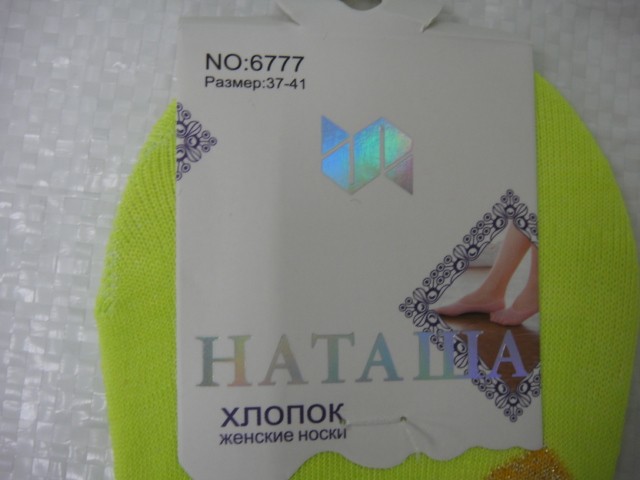 NO:6777
Размер:37-41
НАТАША
ХЛОПОК
ЖЕНСКИЕ НОСКИ